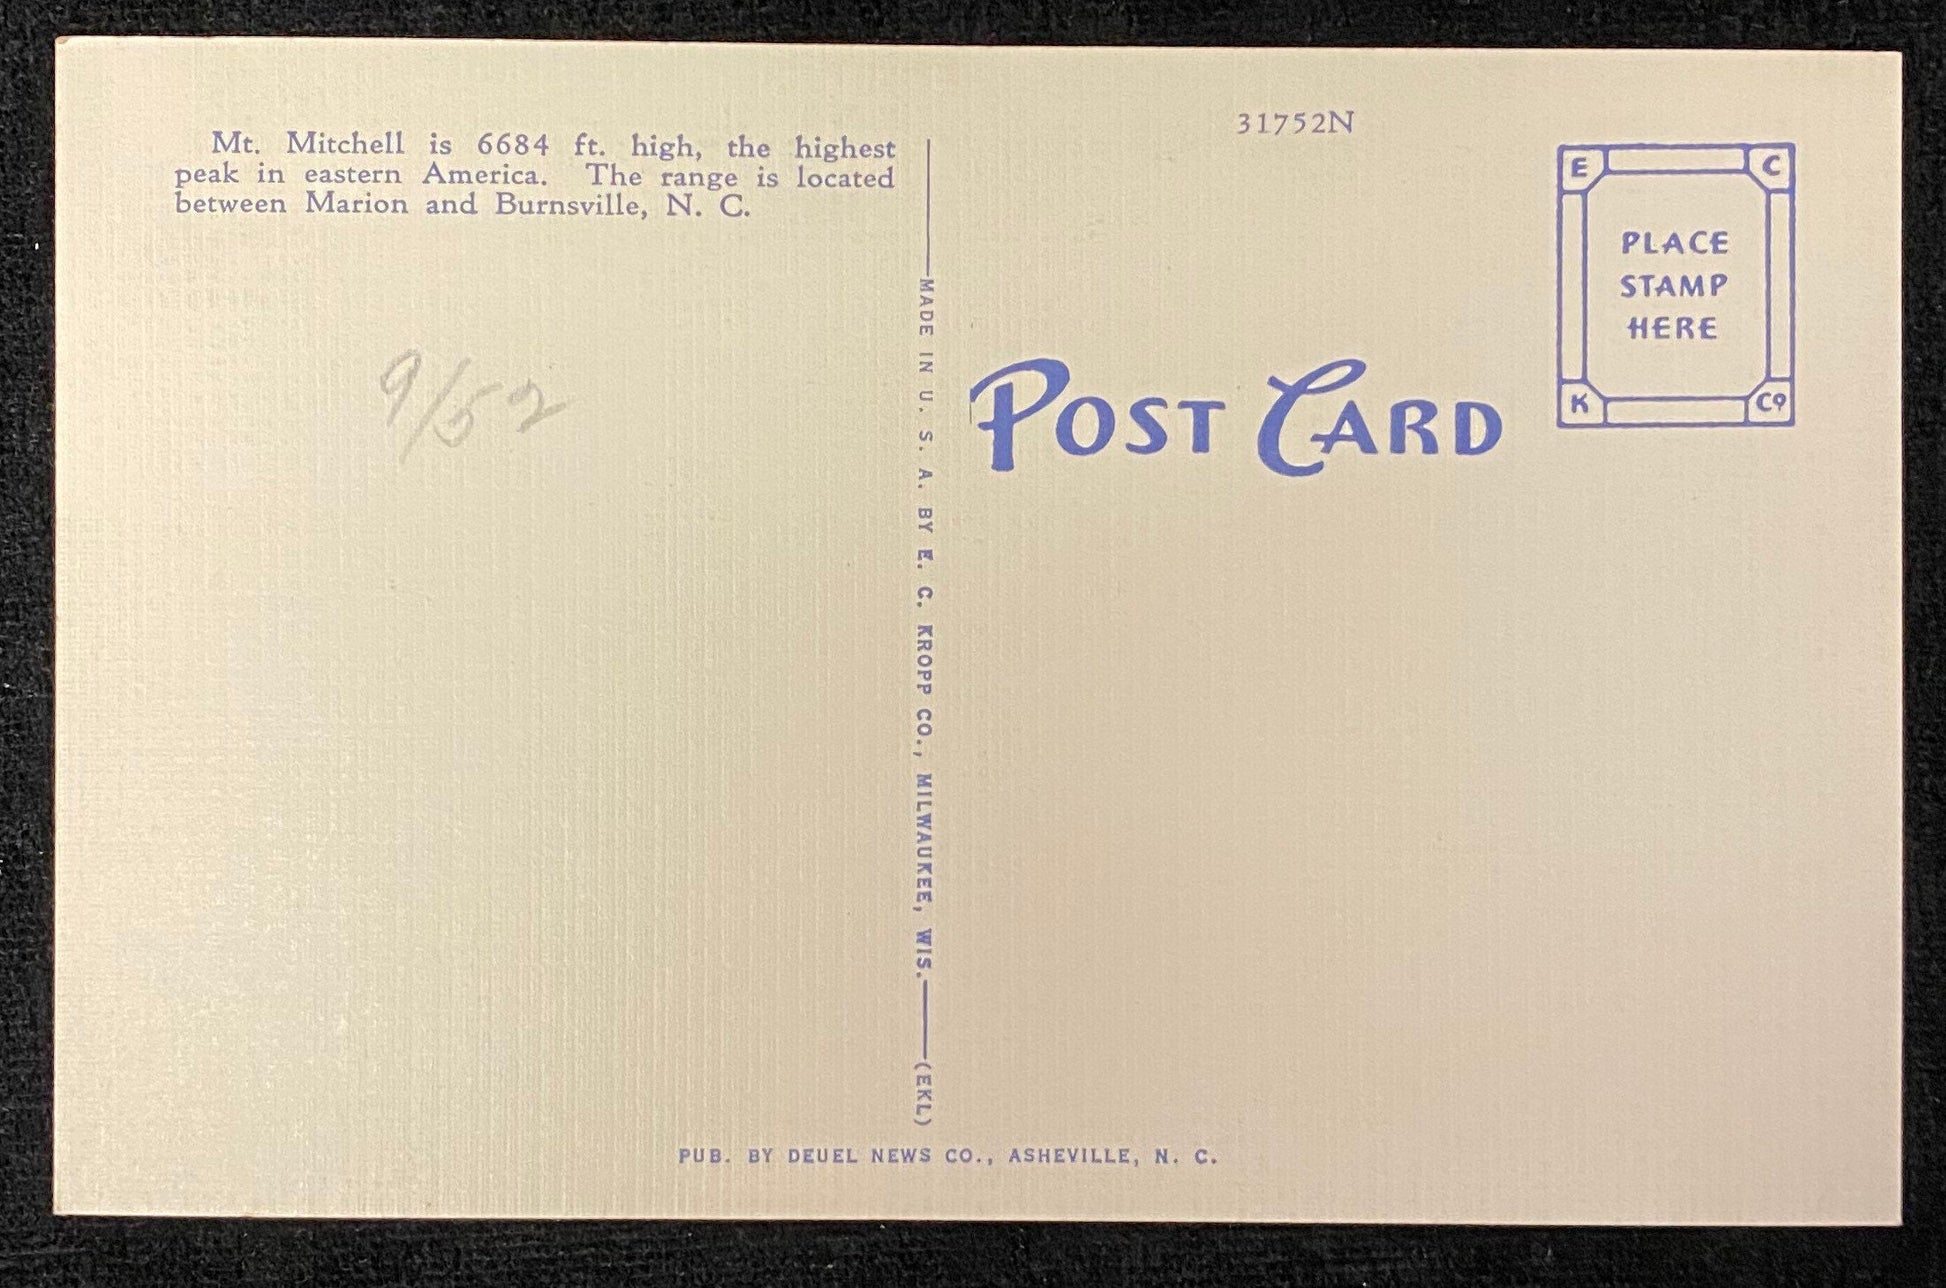 Mt. Mitchell is 6684 ft. high, the highest
peak in eastern America. The range is located
between Marion and Burnsville, N. C.
9/52
MADE IN U. S. A. BY E. C. KROPP CO., MILWAUKEE, WIS.
(EKL)
31752N
E C
PLACE
STAMP
HERE
K CO
POST CARD
PUB. BY DEUEL NEWS CO., ASHEVILLE, N. C.